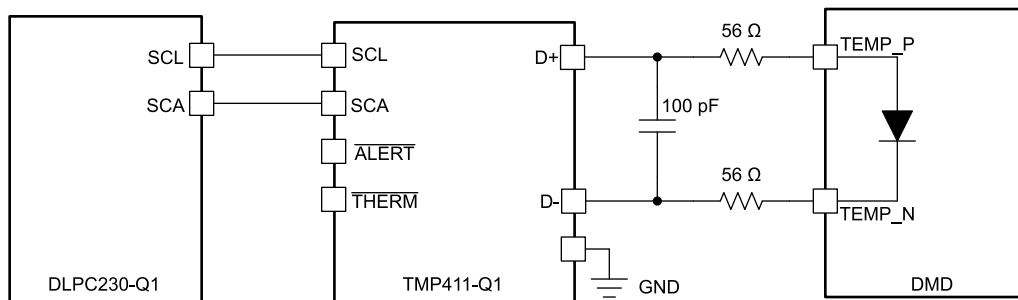 SCL
SCA
DLPC230-Q1
SCL
SCA
ALERT
THERM
D+
D-
GND
TMP411-Q1
56 Ω
100 pF
56 Ω
TEMP_P
TEMP_N
DMD